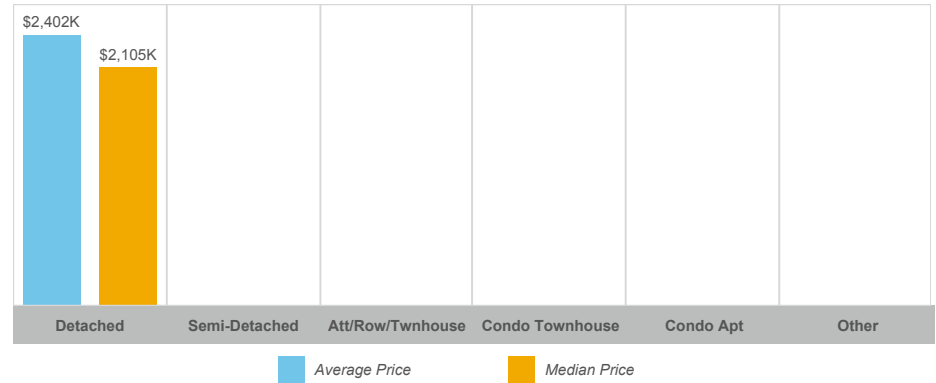 $2,402K
$2,105K
Detached Semi-Detached Att/Row/Twnhouse Condo Townhouse Condo Apt Other
Average Price Median Price